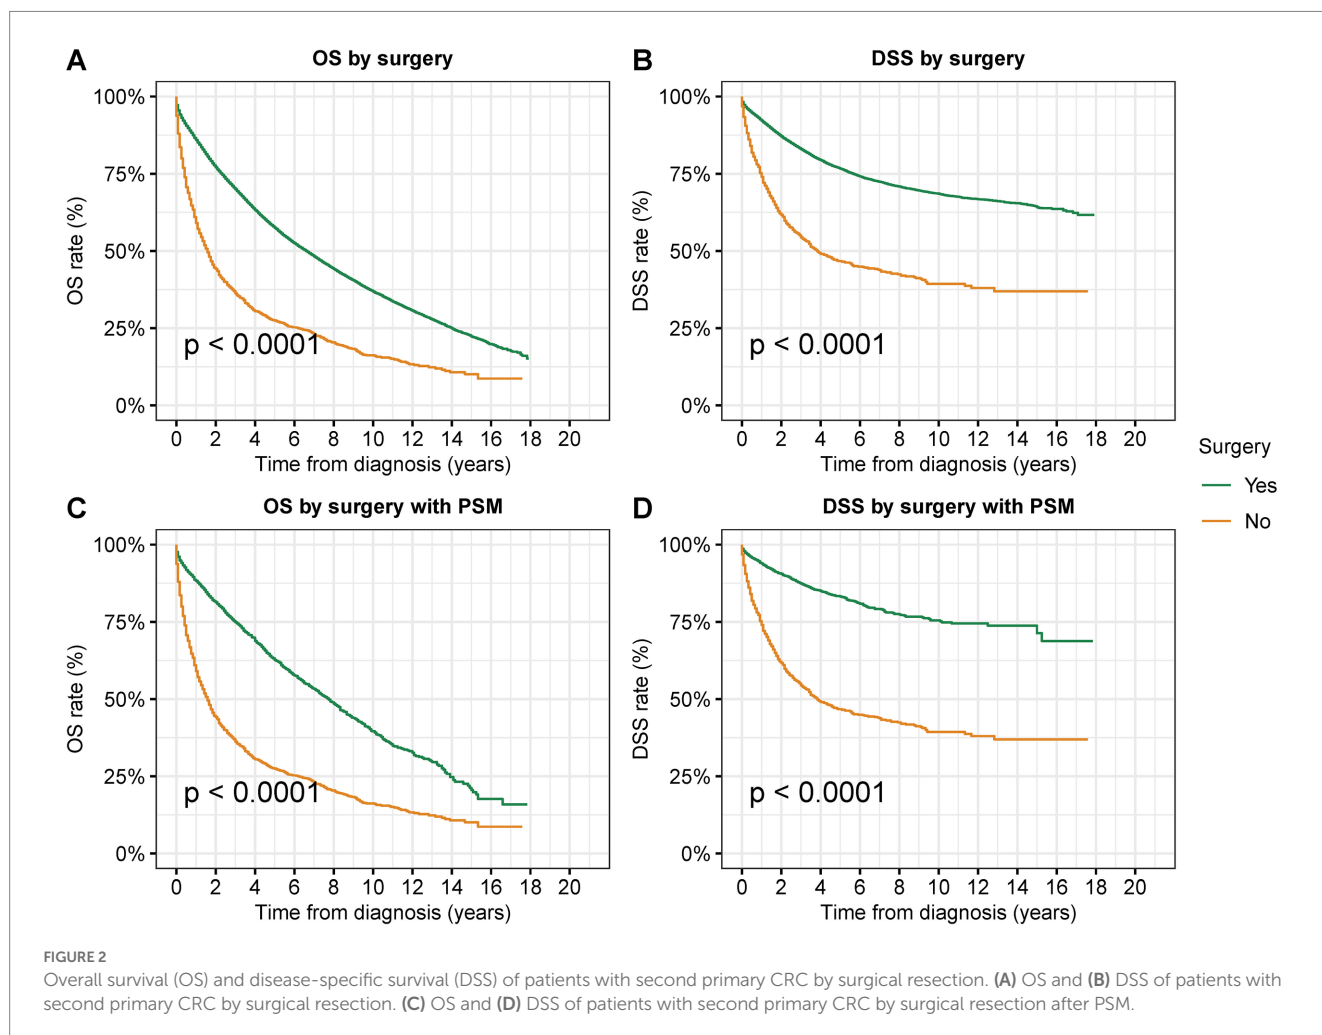 A
OS by surgery
OS rate (%)
100%
75%
50%
25%
0%
p < 0.0001
0 2 4 6 8 10 12 14 16 18 20
Time from diagnosis (years)
B
DSS by surgery
DSS rate (%)
100%
75%
50%
25%
0%
p < 0.0001
0 2 4 6 8 10 12 14 16 18 20
Time from diagnosis (years)
C
OS by surgery with PSM
OS rate (%)
100%
75%
50%
25%
0%
p < 0.0001
0 2 4 6 8 10 12 14 16 18 20
Time from diagnosis (years)
D
DSS by surgery with PSM
DSS rate (%)
100%
75%
50%
25%
0%
p < 0.0001
0 2 4 6 8 10 12 14 16 18 20
Time from diagnosis (years)
Surgery
Yes
No
FIGURE 2
Overall survival (OS) and disease-specific survival (DSS) of patients with second primary CRC by surgical resection. (A) OS and (B) DSS of patients with
second primary CRC by surgical resection. (C) OS and (D) DSS of patients with second primary CRC by surgical resection after PSM.